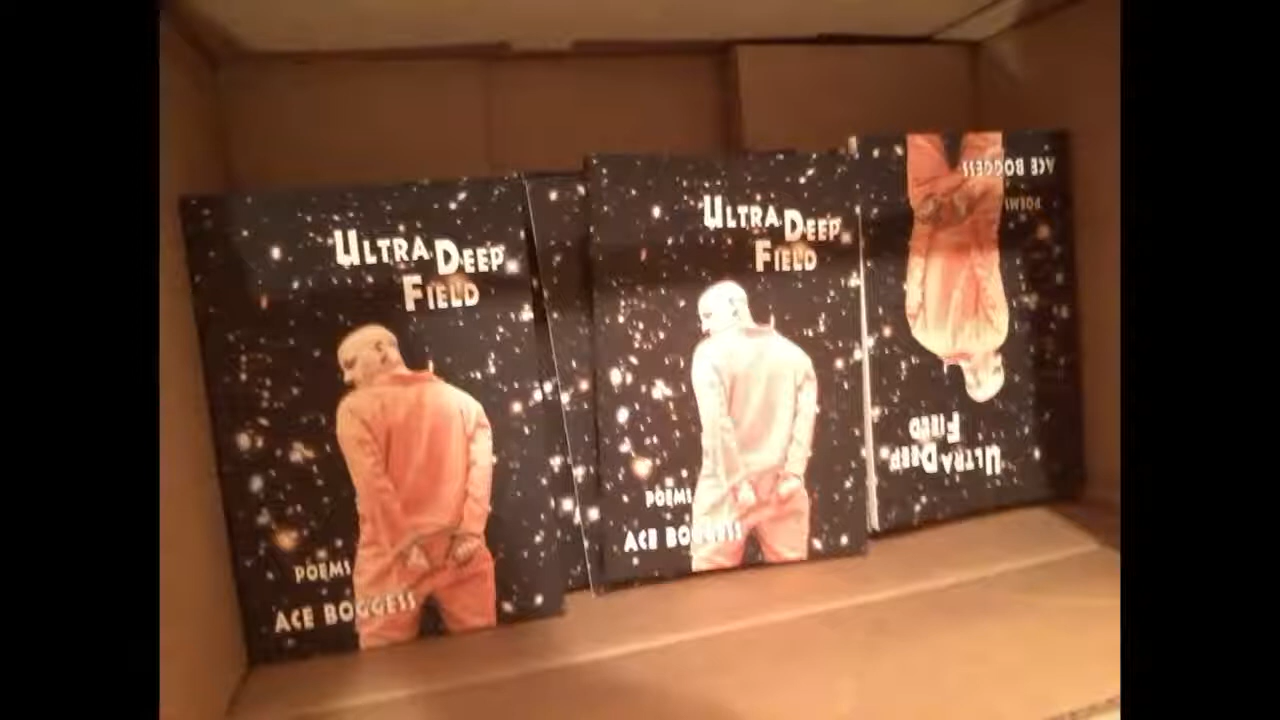 ULTRA DEEP
FIELD
POEMS
ACE BOGGESS
ULTRA DEEP
FIELD
POEMS
ACE BOGGESS
ACE BOGGESS
POEMS
FIELD
ULTRA DEEP